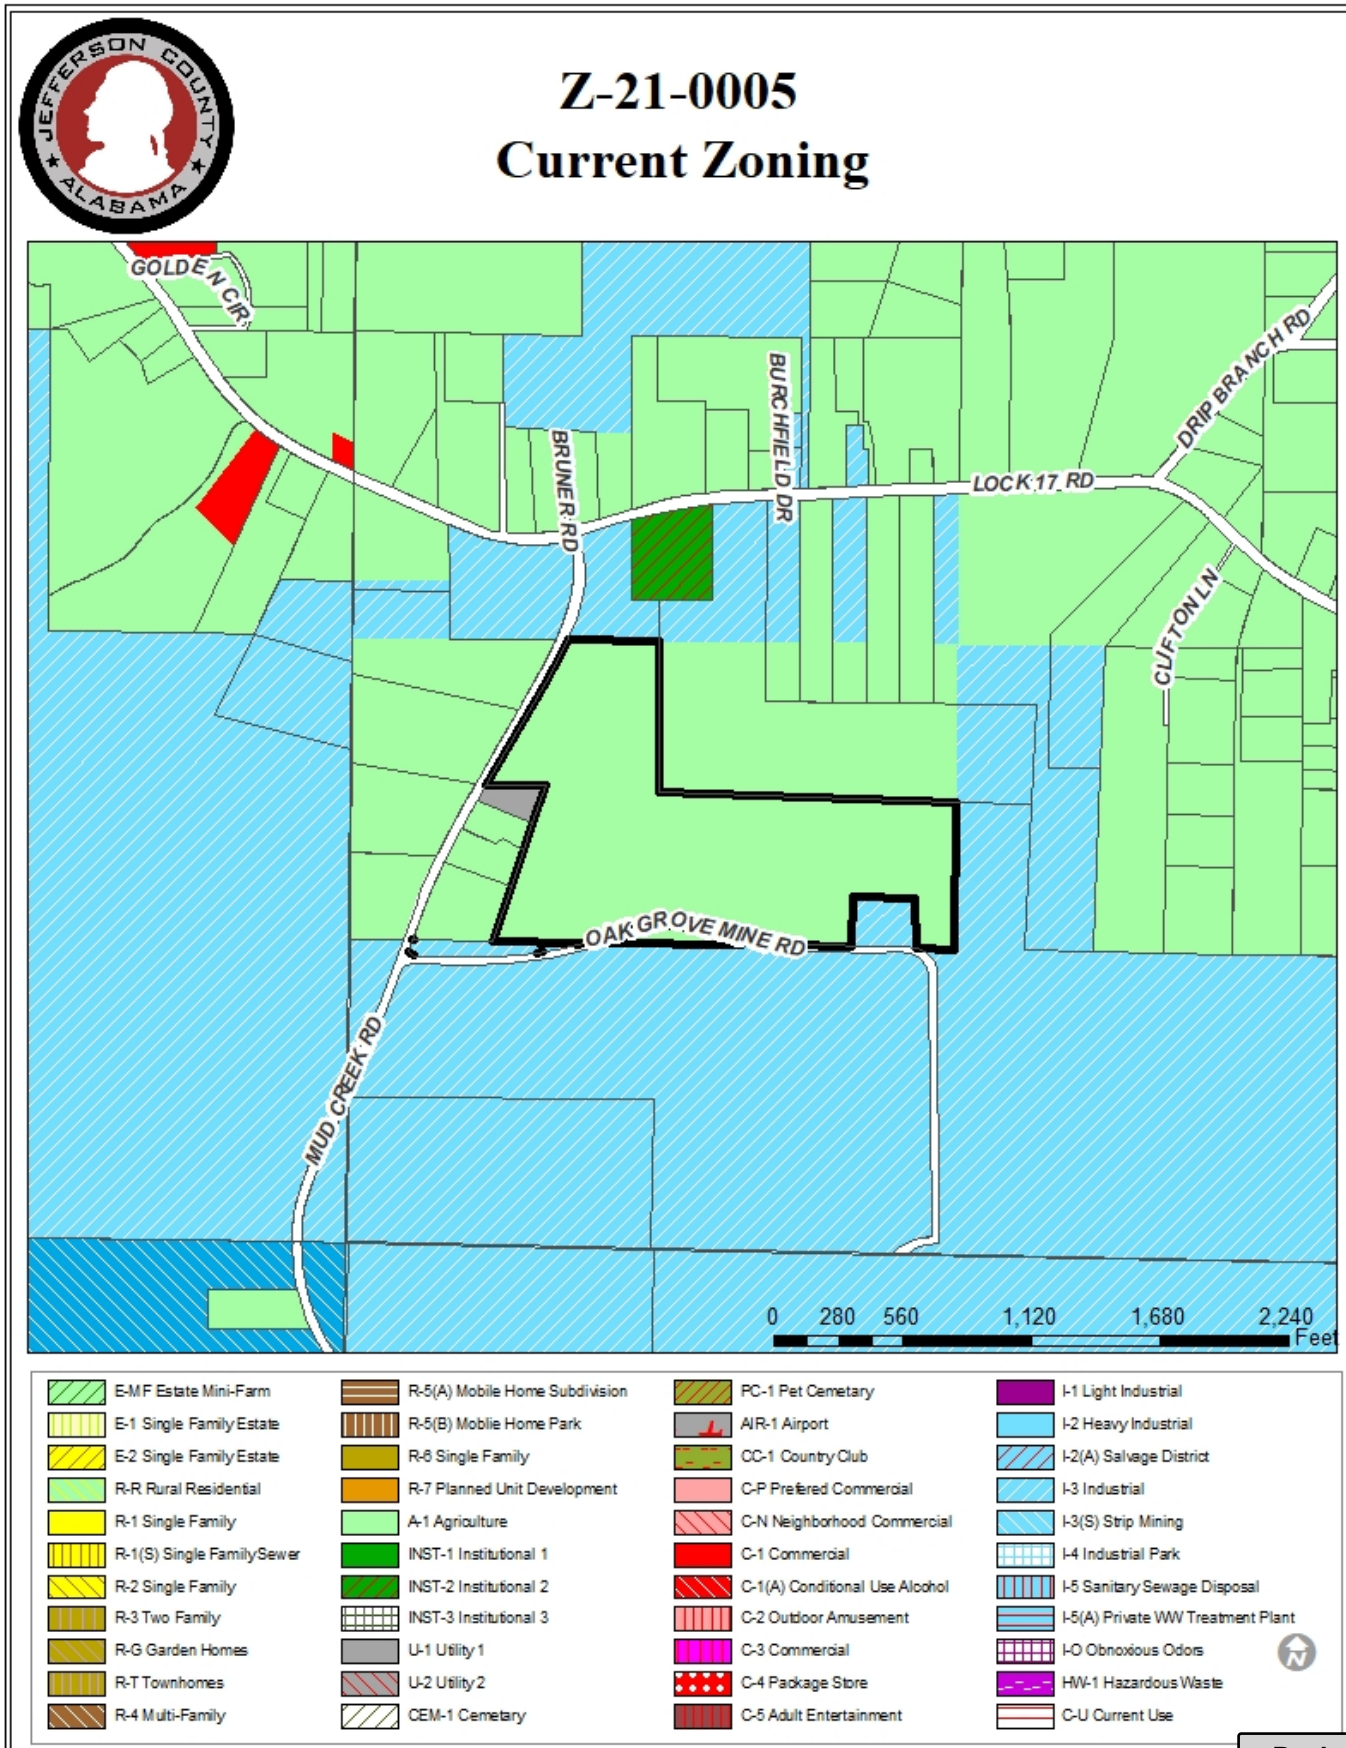 JEFFERSON COUNTY
ALABAMA
Z-21-0005
Current Zoning
GOLDEN CIR
BRUNER RD
BURCHFIELD DR
DRIP BRANCH RD
LOCK 17 RD
CLIFTON LN
OAK GROVE MINE RD
MUD CREEK RD
0 280 560 1,120 1,680 2,240
Feet
E-MF Estate Mini-Farm
E-1 Single Family Estate
E-2 Single Family Estate
R-R Rural Residential
R-1 Single Family
R-1(S) Single Family Sewer
R-2 Single Family
R-3 Two Family
R-G Garden Homes
R-T Townhomes
R-4 Multi-Family
R-5(A) Mobile Home Subdivision
R-5(B) Moblie Home Park
R-6 Single Family
R-7 Planned Unit Development
A-1 Agriculture
INST-1 Institutional 1
INST-2 Institutional 2
INST-3 Institutional 3
U-1 Utility 1
U-2 Utility 2
CEM-1 Cemetary
PC-1 Pet Cemetary
AIR-1 Airport
CC-1 Country Club
C-P Prefered Commercial
C-N Neighborhood Commercial
C-1 Commercial
C-1(A) Conditional Use Alcohol
C-2 Outdoor Amusement
C-3 Commercial
C-4 Package Store
C-5 Adult Entertainment
I-1 Light Industrial
I-2 Heavy Industrial
I-2(A) Salvage District
I-3 Industrial
I-3(S) Strip Mining
I-4 Industrial Park
I-5 Sanitary Sewage Disposal
I-5(A) Private WW Treatment Plant
I-O Obnoxious Odors
HW-1 Hazardous Waste
C-U Current Use
N